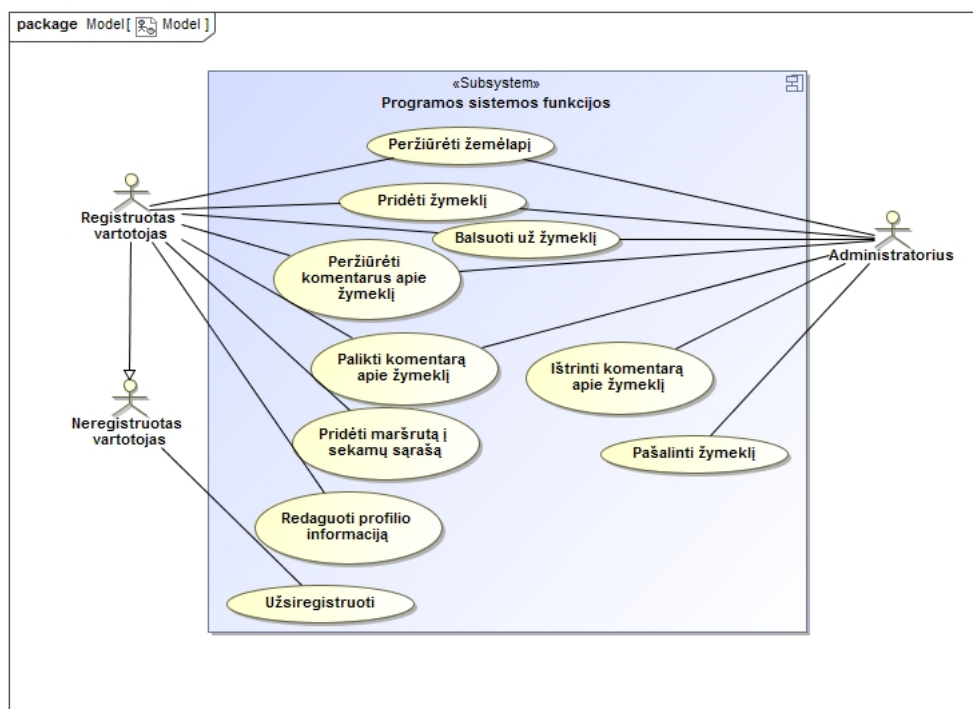 package Model[ Model ]
«Subsystem»
Programos sistemos funkcijos
Peržiūrėti žemėlapį
Pridėti žymeklį
Balsuoti už žymeklį
Registruotas
vartotojas
Administratorius
Peržiūrėti
komentarus apie
žymeklį
Palikti komentarą
apie žymeklį
Ištrinti komentarą
apie žymeklį
Neregistruotas
vartotojas
Pridėti maršrutą į
sekamų sąrašą
Pašalinti žymeklį
Redaguoti profilio
informaciją
Užsiregistruoti